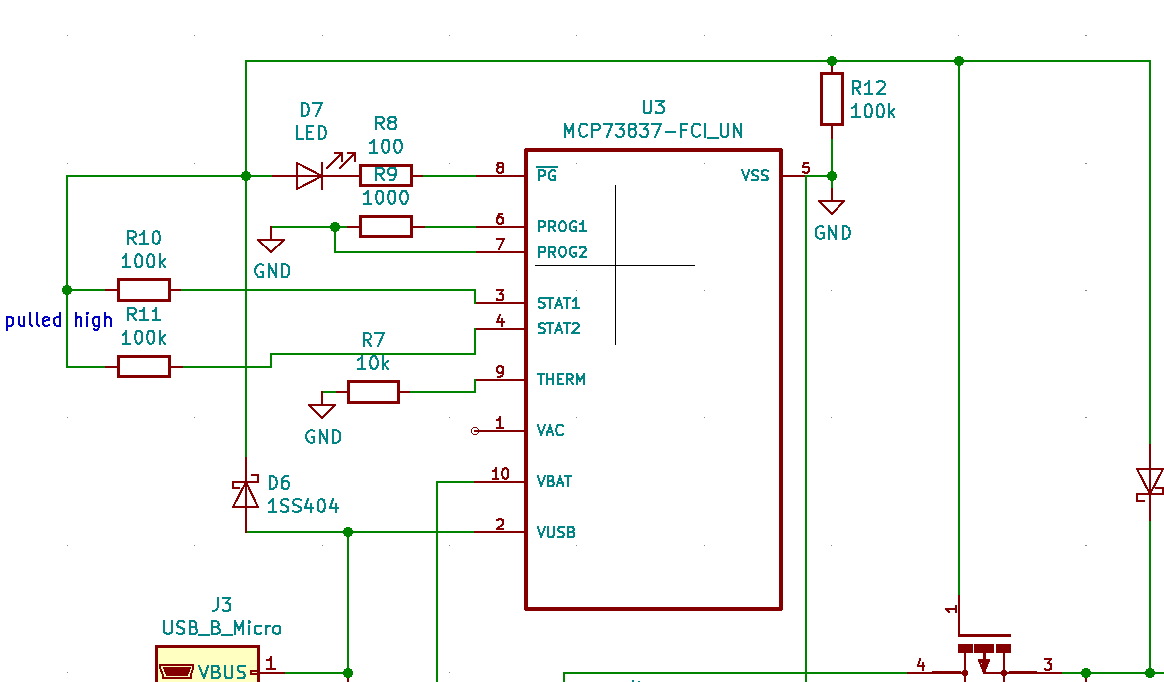 D7
LED
R8
100
R9
1000
U3
MCP73837-FCI_UN
R12
100k
8
PG
VSS
5
6
PROG1
7
PROG2
GND
GND
R10
100k
3
STAT1
pulled high
R11
100k
4
STAT2
R7
10k
9
THERM
GND
1
VAC
D6
1SS404
10
VBAT
2
VUSB
J3
USB_B_Micro
VBUS
1
1
4
3